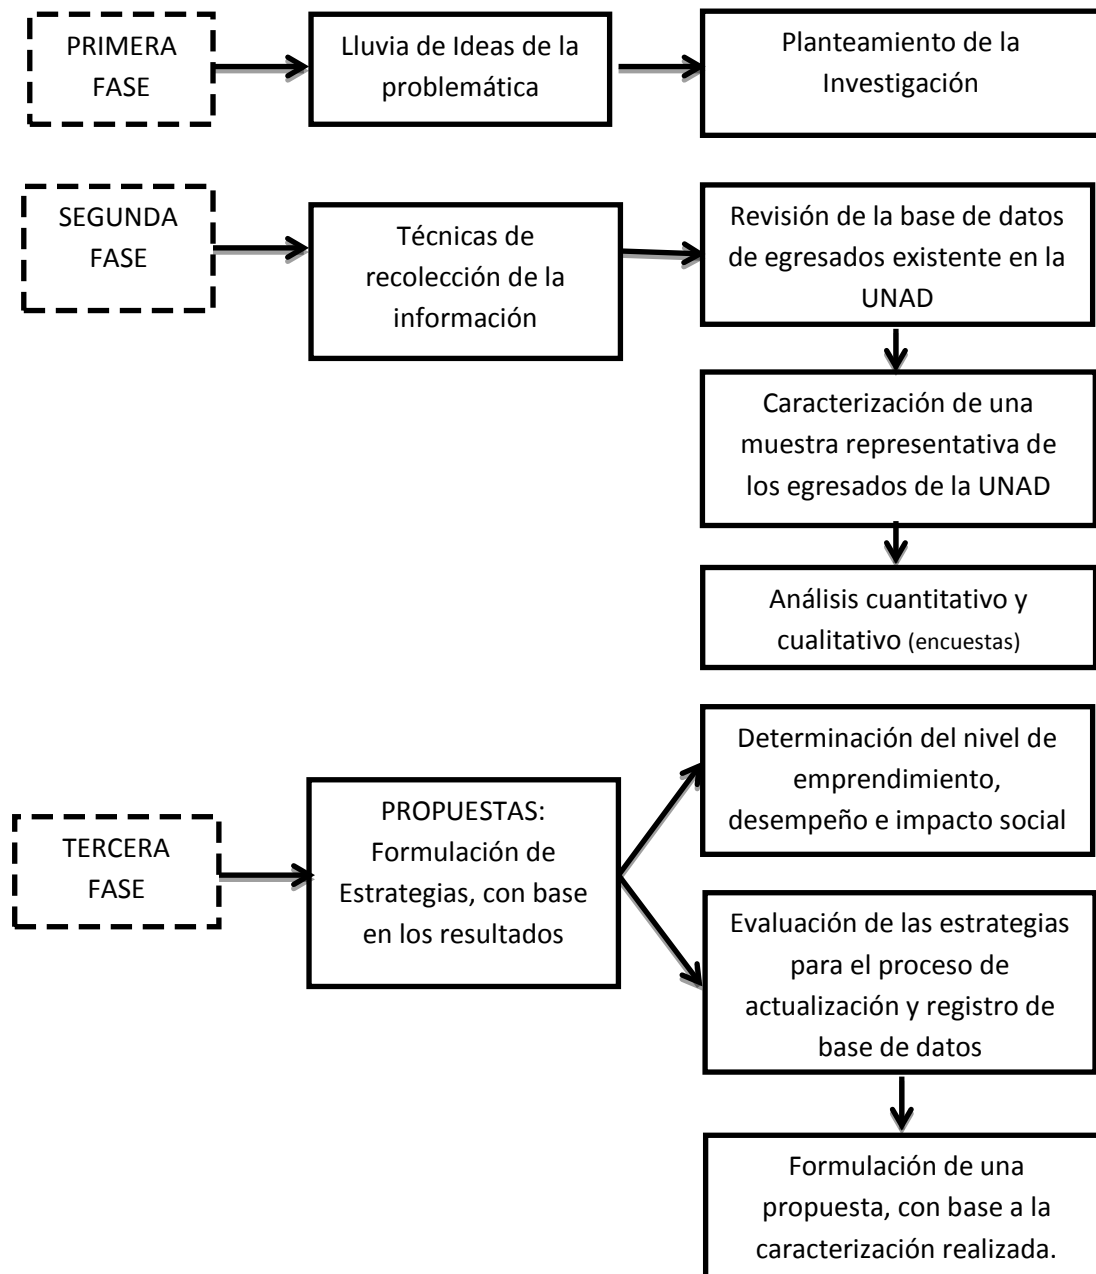 PRIMERA
FASE
Lluvia de Ideas de la
problemática
Planteamiento de la
Investigación
SEGUNDA
FASE
Técnicas de
recolección de la
información
Revisión de la base de datos
de egresados existente en la
UNAD
Caracterización de una
muestra representativa de
los egresados de la UNAD
Análisis cuantitativo y
cualitativo (encuestas)
TERCERA
FASE
PROPUESTAS:
Formulación de
Estrategias, con base
en los resultados
Determinación del nivel de
emprendimiento,
desempeño e impacto social
Evaluación de las estrategias
para el proceso de
actualización y registro de
base de datos
Formulación de una
propuesta, con base a la
caracterización realizada.